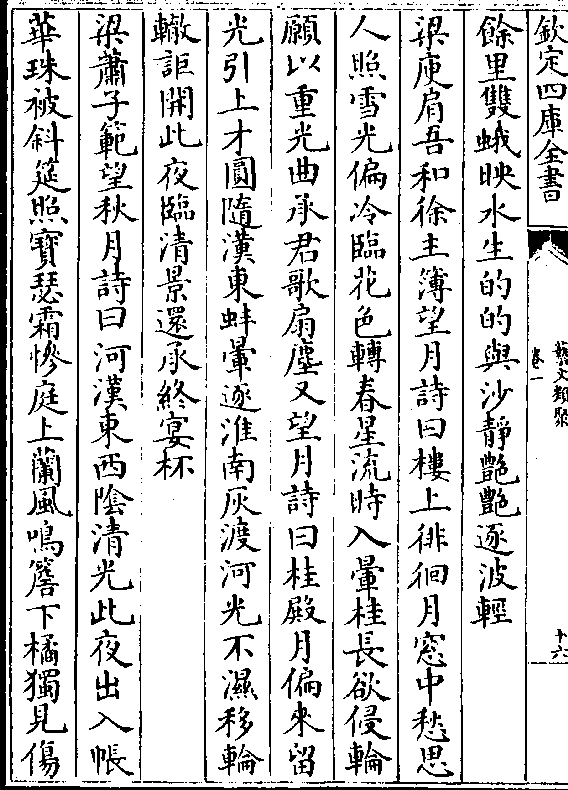 欽定四庫全書
藝文類聚
卷一
十六
餘里雙蛾映水生的的與沙靜艶艶逐波輕
梁庾肩吾和徐主簿望月詩曰樓上徘徊月窓中愁思
人照雪光偏冷臨花色轉春星流時入暈桂長欲侵輪
願以重光曲承君歌扇塵又望月詩曰桂殿月偏來留
光引上才圓隨漢東蚌暈逐淮南灰渡河光不濕移輪
轍詎開此夜臨清景還承終宴杯
梁蕭子範望秋月詩曰河漢東西陰清光此夜出入帳
華珠被斜筵照寶瑟霜慘庭上蘭風鳴簷下橘獨見傷